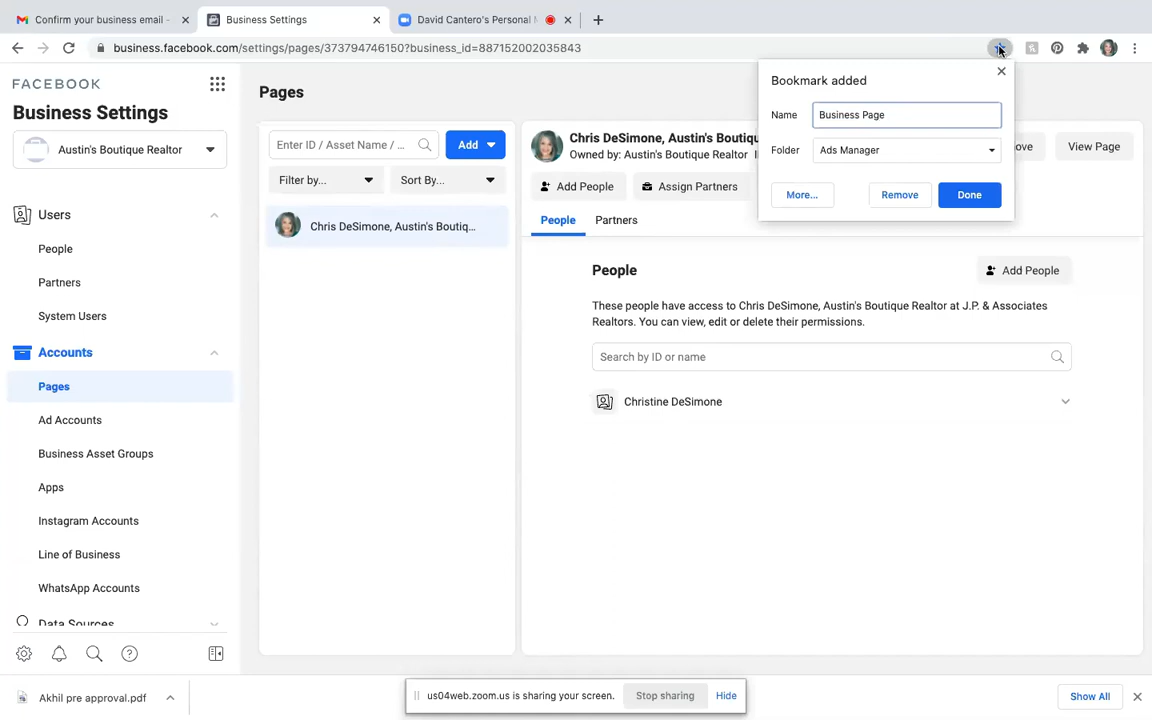 Confirm your business email -
Business Settings
David Cantero's Personal M
business.facebook.com/settings/pages/373794746150?business_id=887152002035843
FACEBOOK
Business Settings
Austin's Boutique Realtor
Users
People
Partners
System Users
Accounts
Pages
Ad Accounts
Business Asset Groups
Apps
Instagram Accounts
Line of Business
WhatsApp Accounts
Data Sources
Pages
Enter ID / Asset Name / ...
Add
Filter by...
Sort By...
Chris DeSimone, Austin's Boutiq...
Chris DeSimone, Austin's Boutiqu
Owned by: Austin's Boutique Realtor
ove
View Page
Add People
Assign Partners
People
Partners
People
Add People
These people have access to Chris DeSimone, Austin's Boutique Realtor at J.P. & Associates
Realtors. You can view, edit or delete their permissions.
Search by ID or name
Christine DeSimone
Bookmark added
Name
Business Page
Folder
Ads Manager
More...
Remove
Done
Akhil pre approval.pdf
us04web.zoom.us is sharing your screen.
Stop sharing
Hide
Show All